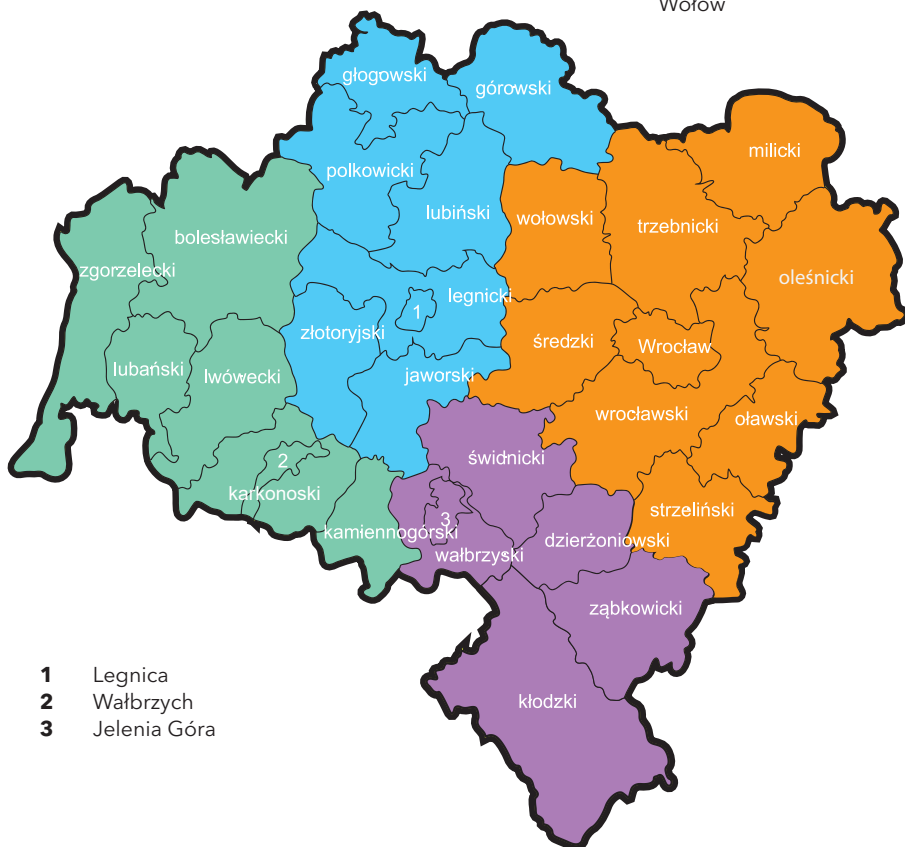 Wołów
głogowski
górowski
milicki
polkowicki
lubiński
wołowski
trzebnicki
bolesławiecki
zgorzelecki
oleśnicki
legnicki
1
złotoryjski
średzki
Wrocław
lubański
lwówecki
jaworski
wrocławski
oławski
świdnicki
2
karkonoski
strzeliński
3
kamiennogórski
dzierżoniowski
wałbrzyski
ząbkowicki
kłodzki
1 Legnica
2 Wałbrzych
3 Jelenia Góra